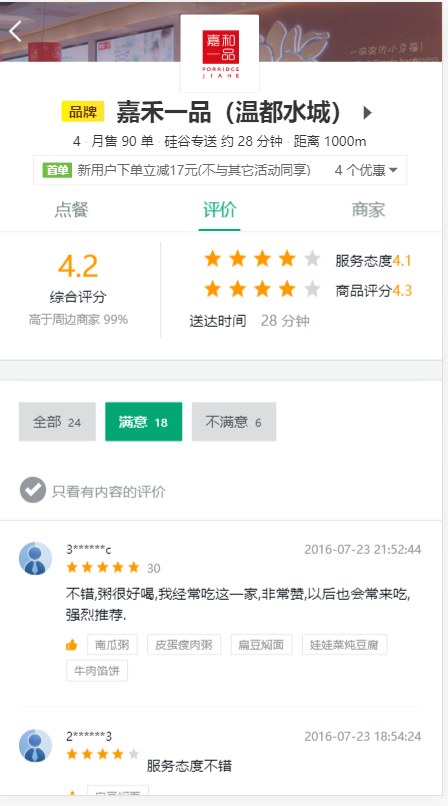 一碗粥的小幸福!
happiness
嘉和
一品
PORRIDGE
JIAHE
品牌 嘉禾一品（温都水城）
4 · 月售 90 单 · 硅谷专送 约 28 分钟 · 距离 1000m
首单 新用户下单立减17元(不与其它活动同享) 4 个优惠
点餐 评价 商家
4.2
综合评分
高于周边商家 99%
服务态度4.1
商品评分4.3
送达时间 28 分钟
全部 24 满意 18 不满意 6
只看有内容的评价
3******c 2016-07-23 21:52:44
30
不错,粥很好喝,我经常吃这一家,非常赞,以后也会常来吃,
强烈推荐.
南瓜粥 皮蛋瘦肉粥 扁豆焖面 娃娃菜炖豆腐
牛肉馅饼
2******3 2016-07-23 18:54:24
服务态度不错
扁豆焖面